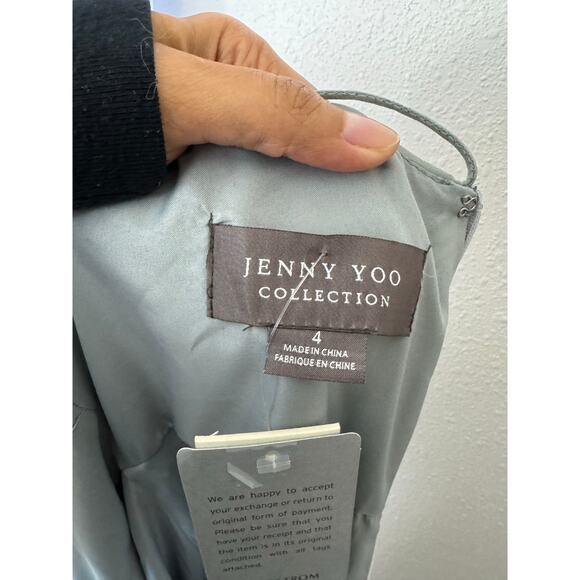 JENNY YOO
COLLECTION
4
MADE IN CHINA
FABRIQUE EN CHINE
We are happy to accept
your exchange or return to
original form of payment.
Please be sure that you
have your receipt and that
the item is in its original
condition with all tags
attached.